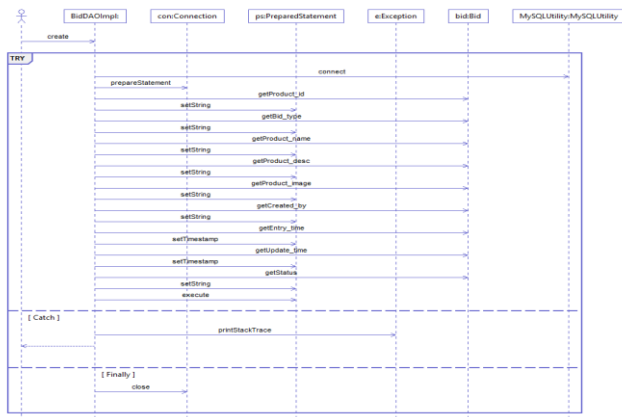 BidDAOImpl: con:Connection ps:PreparedStatement e:Exception bid:Bid MySQLUtility:MySQLUtility
create
TRY
connect
prepareStatement
getProduct_id
setString
getBid_type
setString
getProduct_name
setString
getProduct_desc
setString
getProduct_image
setString
getCreated_by
setString
getEntry_time
setTimestamp
getUpdate_time
setTimestamp
getStatus
setString
execute
[ Catch ]
printStackTrace
[ Finally ]
close